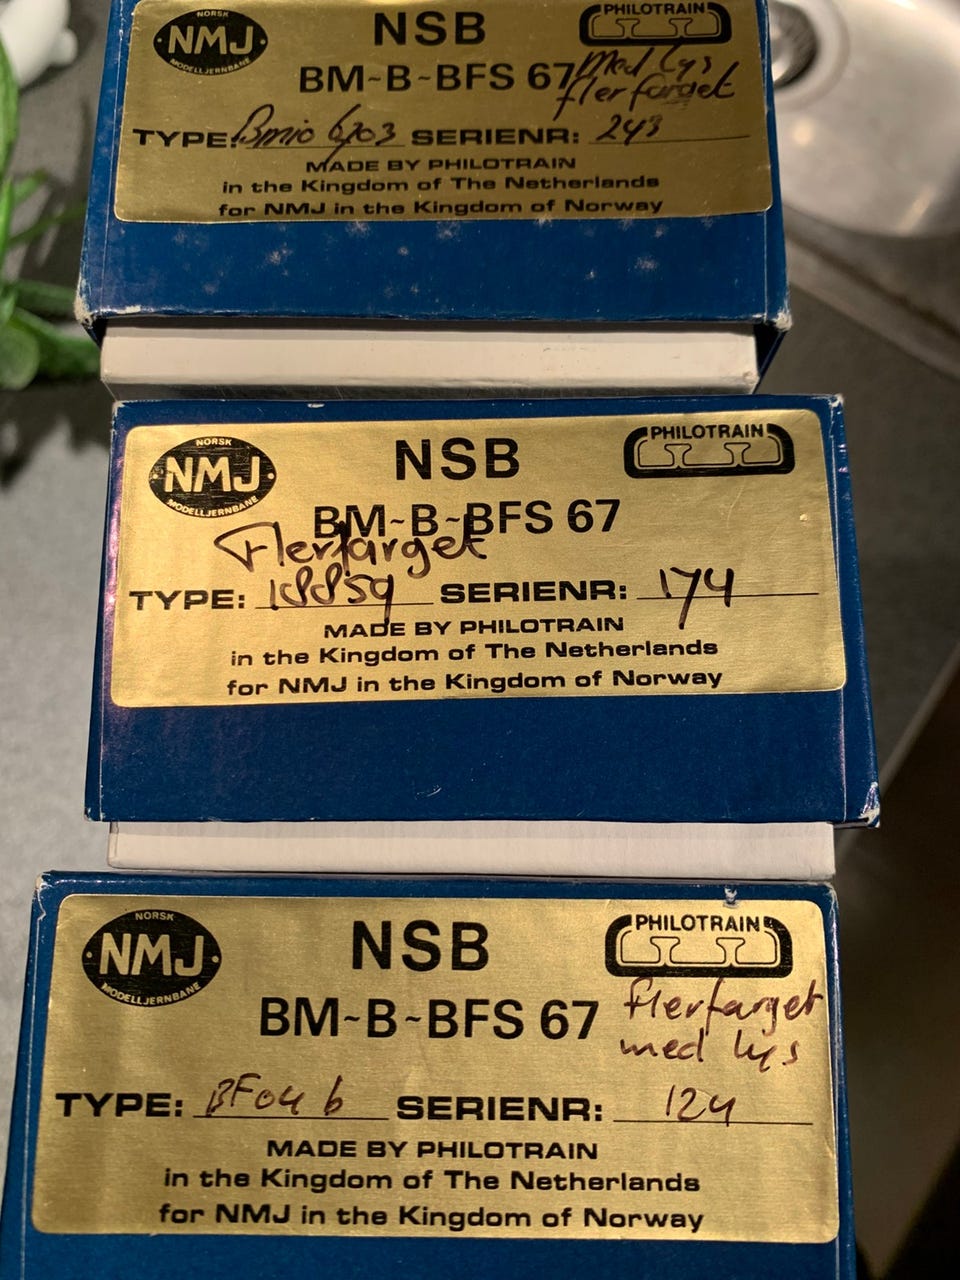 NORSK
NMJ
MODELLJERNBANE
NSB
PHILOTRAIN
BM~B~BFS 67 Med lys
flerfarget
TYPE: Bmio 6703 SERIENR: 243
MADE BY PHILOTRAIN
in the Kingdom of The Netherlands
for NMJ in the Kingdom of Norway
NORSK
NMJ
MODELLJERNBANE
NSB
PHILOTRAIN
BM~B~BFS 67
Flerfarget
TYPE: 18859 SERIENR: 174
MADE BY PHILOTRAIN
in the Kingdom of The Netherlands
for NMJ in the Kingdom of Norway
NORSK
NMJ
MODELLJERNBANE
NSB
PHILOTRAIN
BM~B~BFS 67 flerfarget
med lys
TYPE: BF04 b SERIENR: 124
MADE BY PHILOTRAIN
in the Kingdom of The Netherlands
for NMJ in the Kingdom of Norway